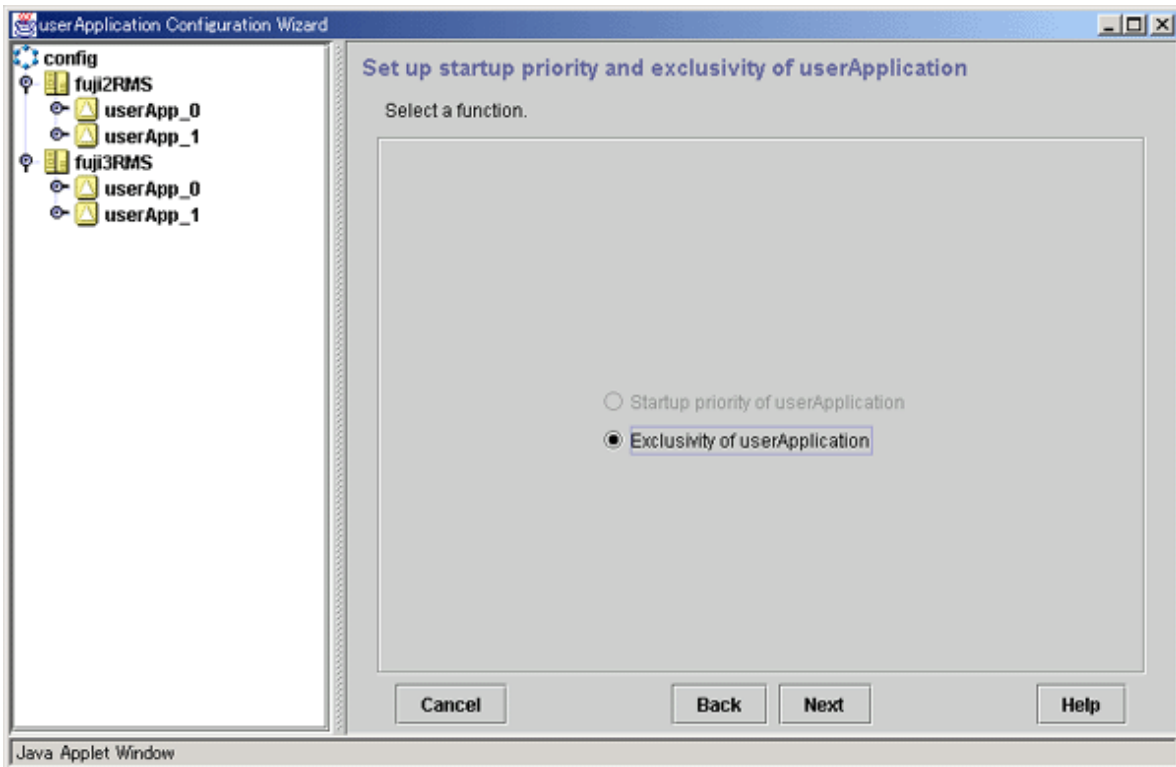 userApplication Configuration Wizard
config
fuji2RMS
userApp_0
userApp_1
fuji3RMS
userApp_0
userApp_1
Set up startup priority and exclusivity of userApplication
Select a function.
Startup priority of userApplication
Exclusivity of userApplication
Cancel
Back
Next
Help
Java Applet Window